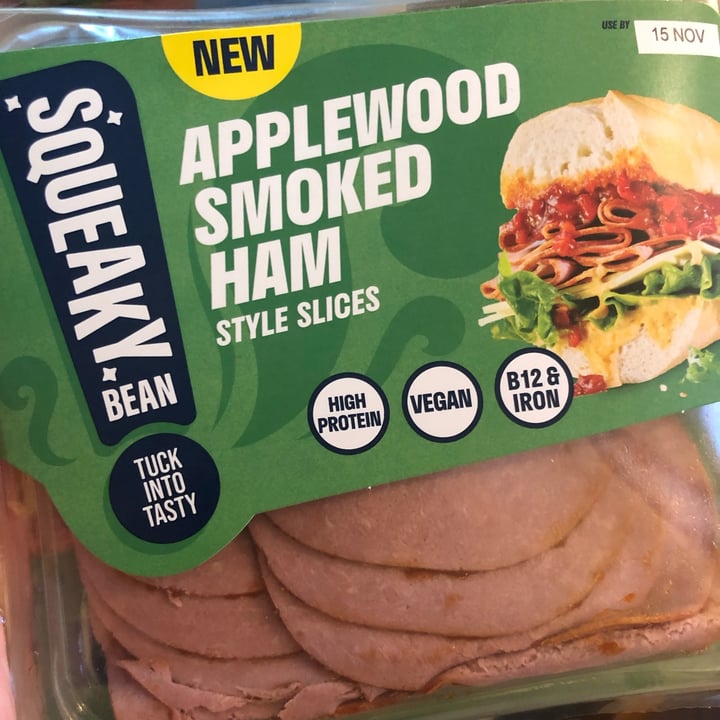 NEW
USE BY
15 NOV
SQUEAKY
BEAN
APPLEWOOD
SMOKED
HAM
STYLE SLICES
HIGH
PROTEIN
VEGAN
B12 &
IRON
TUCK
INTO
TASTY